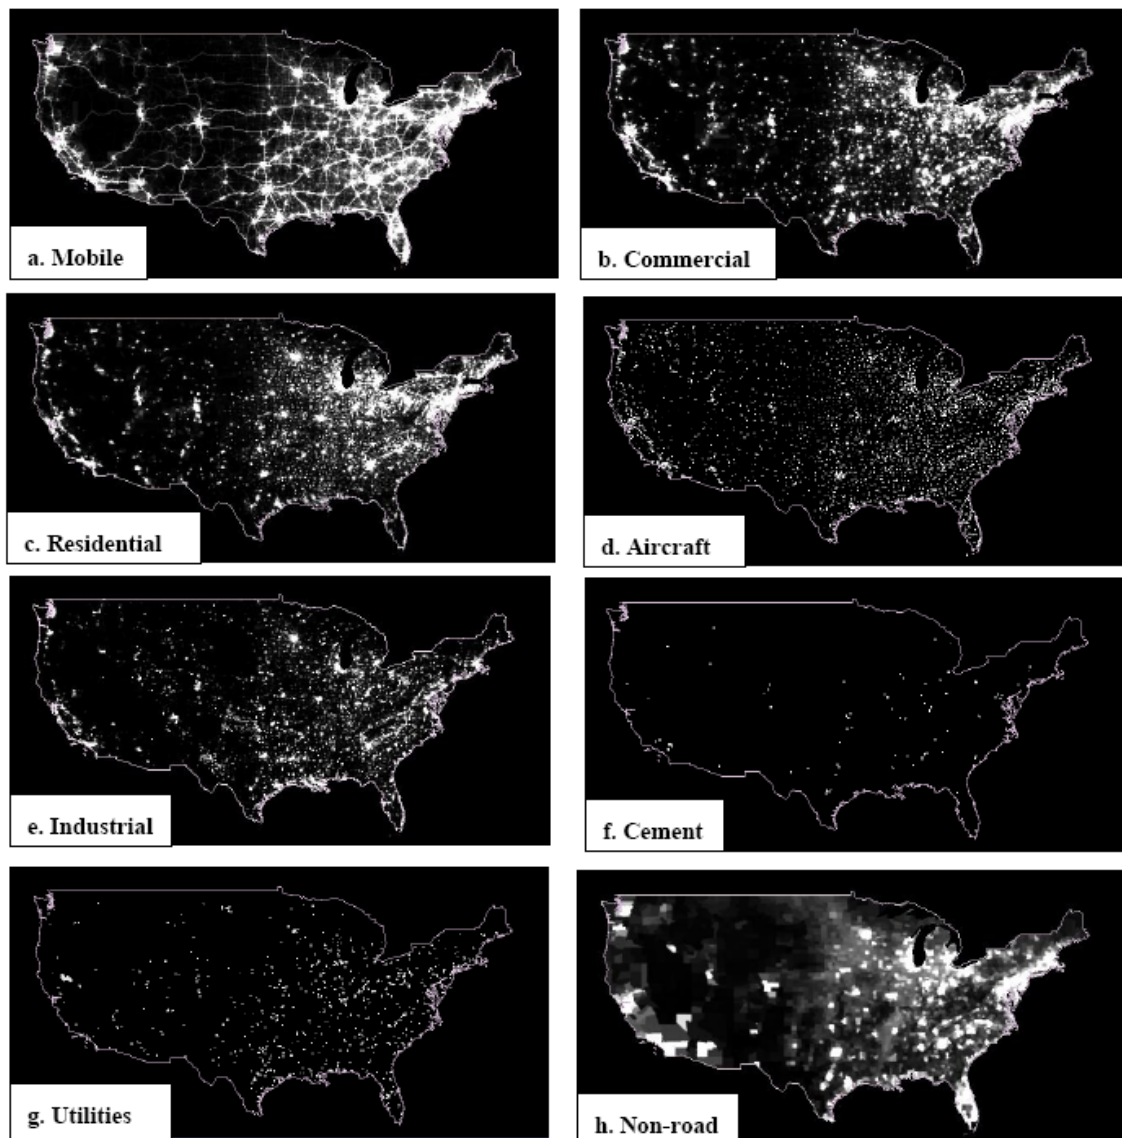 a. Mobile
b. Commercial
c. Residential
d. Aircraft
e. Industrial
f. Cement
g. Utilities
h. Non-road